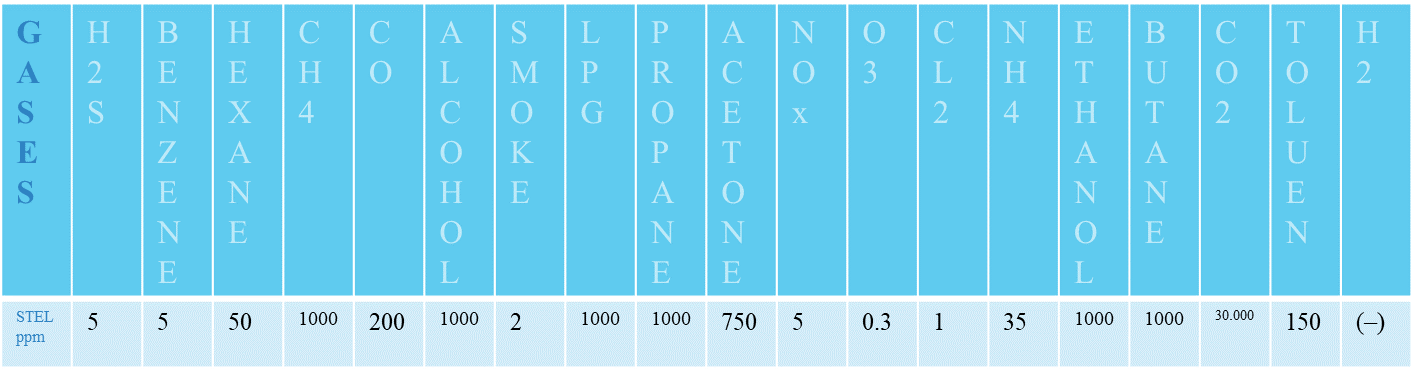 GASES H2S BENZENE HEXANE CH4 CO ALCOHOL SMOKE LPG PROPANE ACETONE NOx O3 CL2 NH4 ETHANOL BUTANE CO2 TOLUEN H2
STEL ppm 5 5 50 1000 200 1000 2 1000 1000 750 5 0.3 1 35 1000 1000 30.000 150 (–)